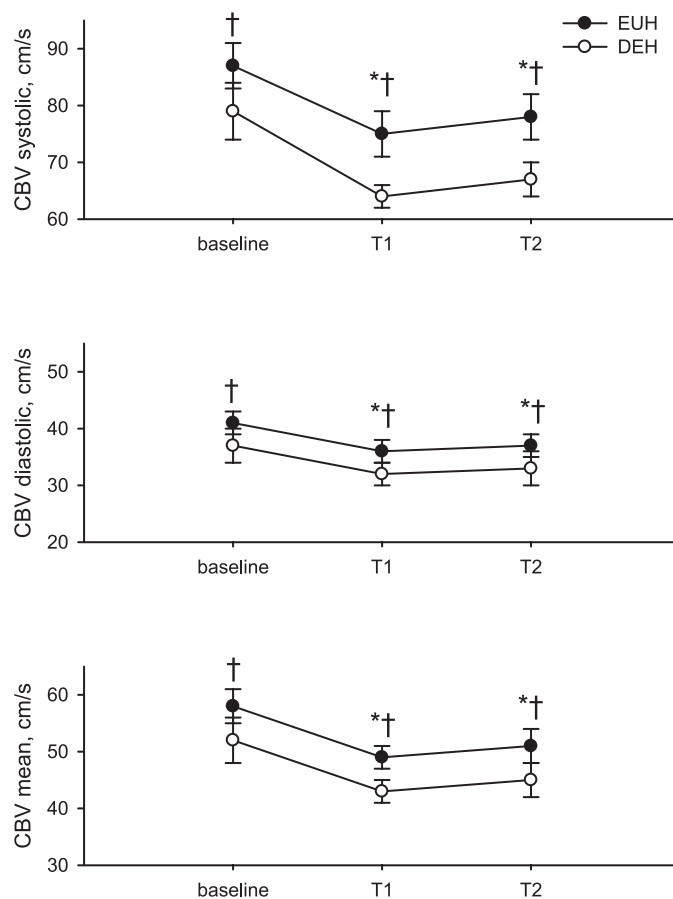 † EUH
DEH
90
*† *†
80
70
60
CBV systolic, cm/s
baseline T1 T2
50
†
*† *†
40
30
20
CBV diastolic, cm/s
baseline T1 T2
†
60
*† *†
50
40
30
CBV mean, cm/s
baseline T1 T2